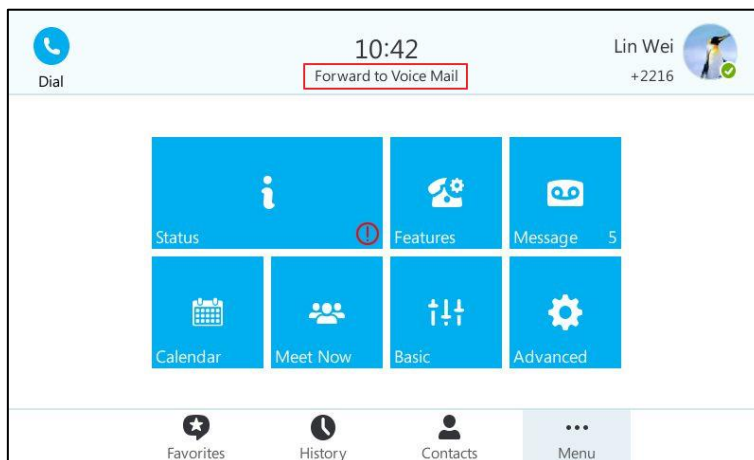 10:42
Forward to Voice Mail
Dial
Lin Wei
+2216
Status
Features
Message 5
Calendar
Meet Now
Basic
Advanced
Favorites
History
Contacts
Menu